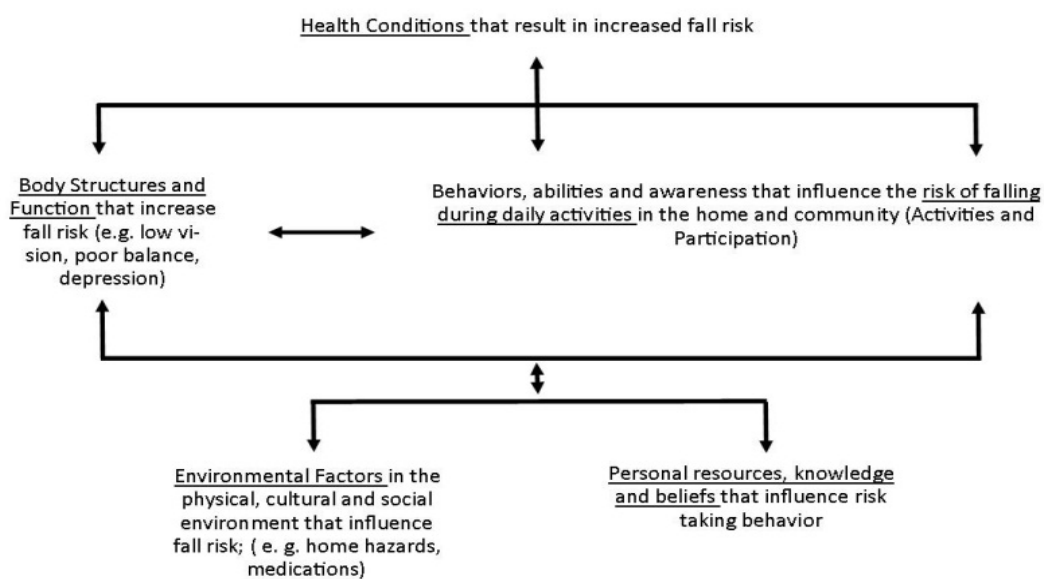 Health Conditions that result in increased fall risk
Body Structures and
Function that increase
fall risk (e.g. low vi-
sion, poor balance,
depression)
Behaviors, abilities and awareness that influence the risk of falling
during daily activities in the home and community (Activities and
Participation)
Environmental Factors in the
physical, cultural and social
environment that influence
fall risk; ( e. g. home hazards,
medications)
Personal resources, knowledge
and beliefs that influence risk
taking behavior